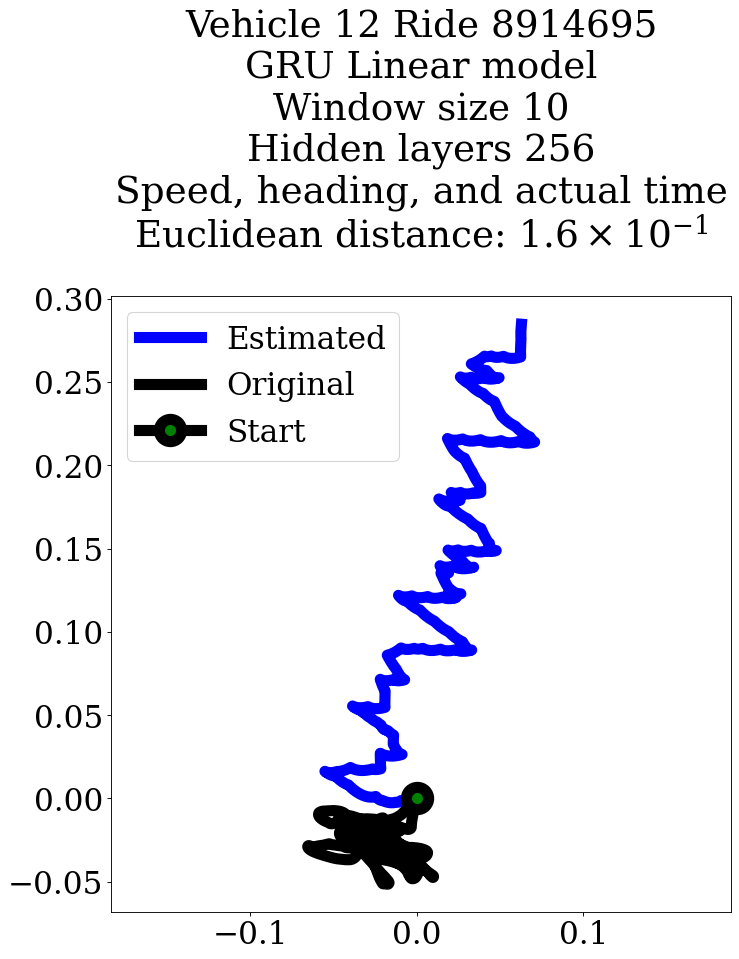 Vehicle 12 Ride 8914695
GRU Linear model
Window size 10
Hidden layers 256
Speed, heading, and actual time
Euclidean distance: 1.6 × 10⁻¹
0.30
Estimated
0.25
Original
Start
0.20
0.15
0.10
0.05
0.00
−0.05
−0.1 0.0 0.1